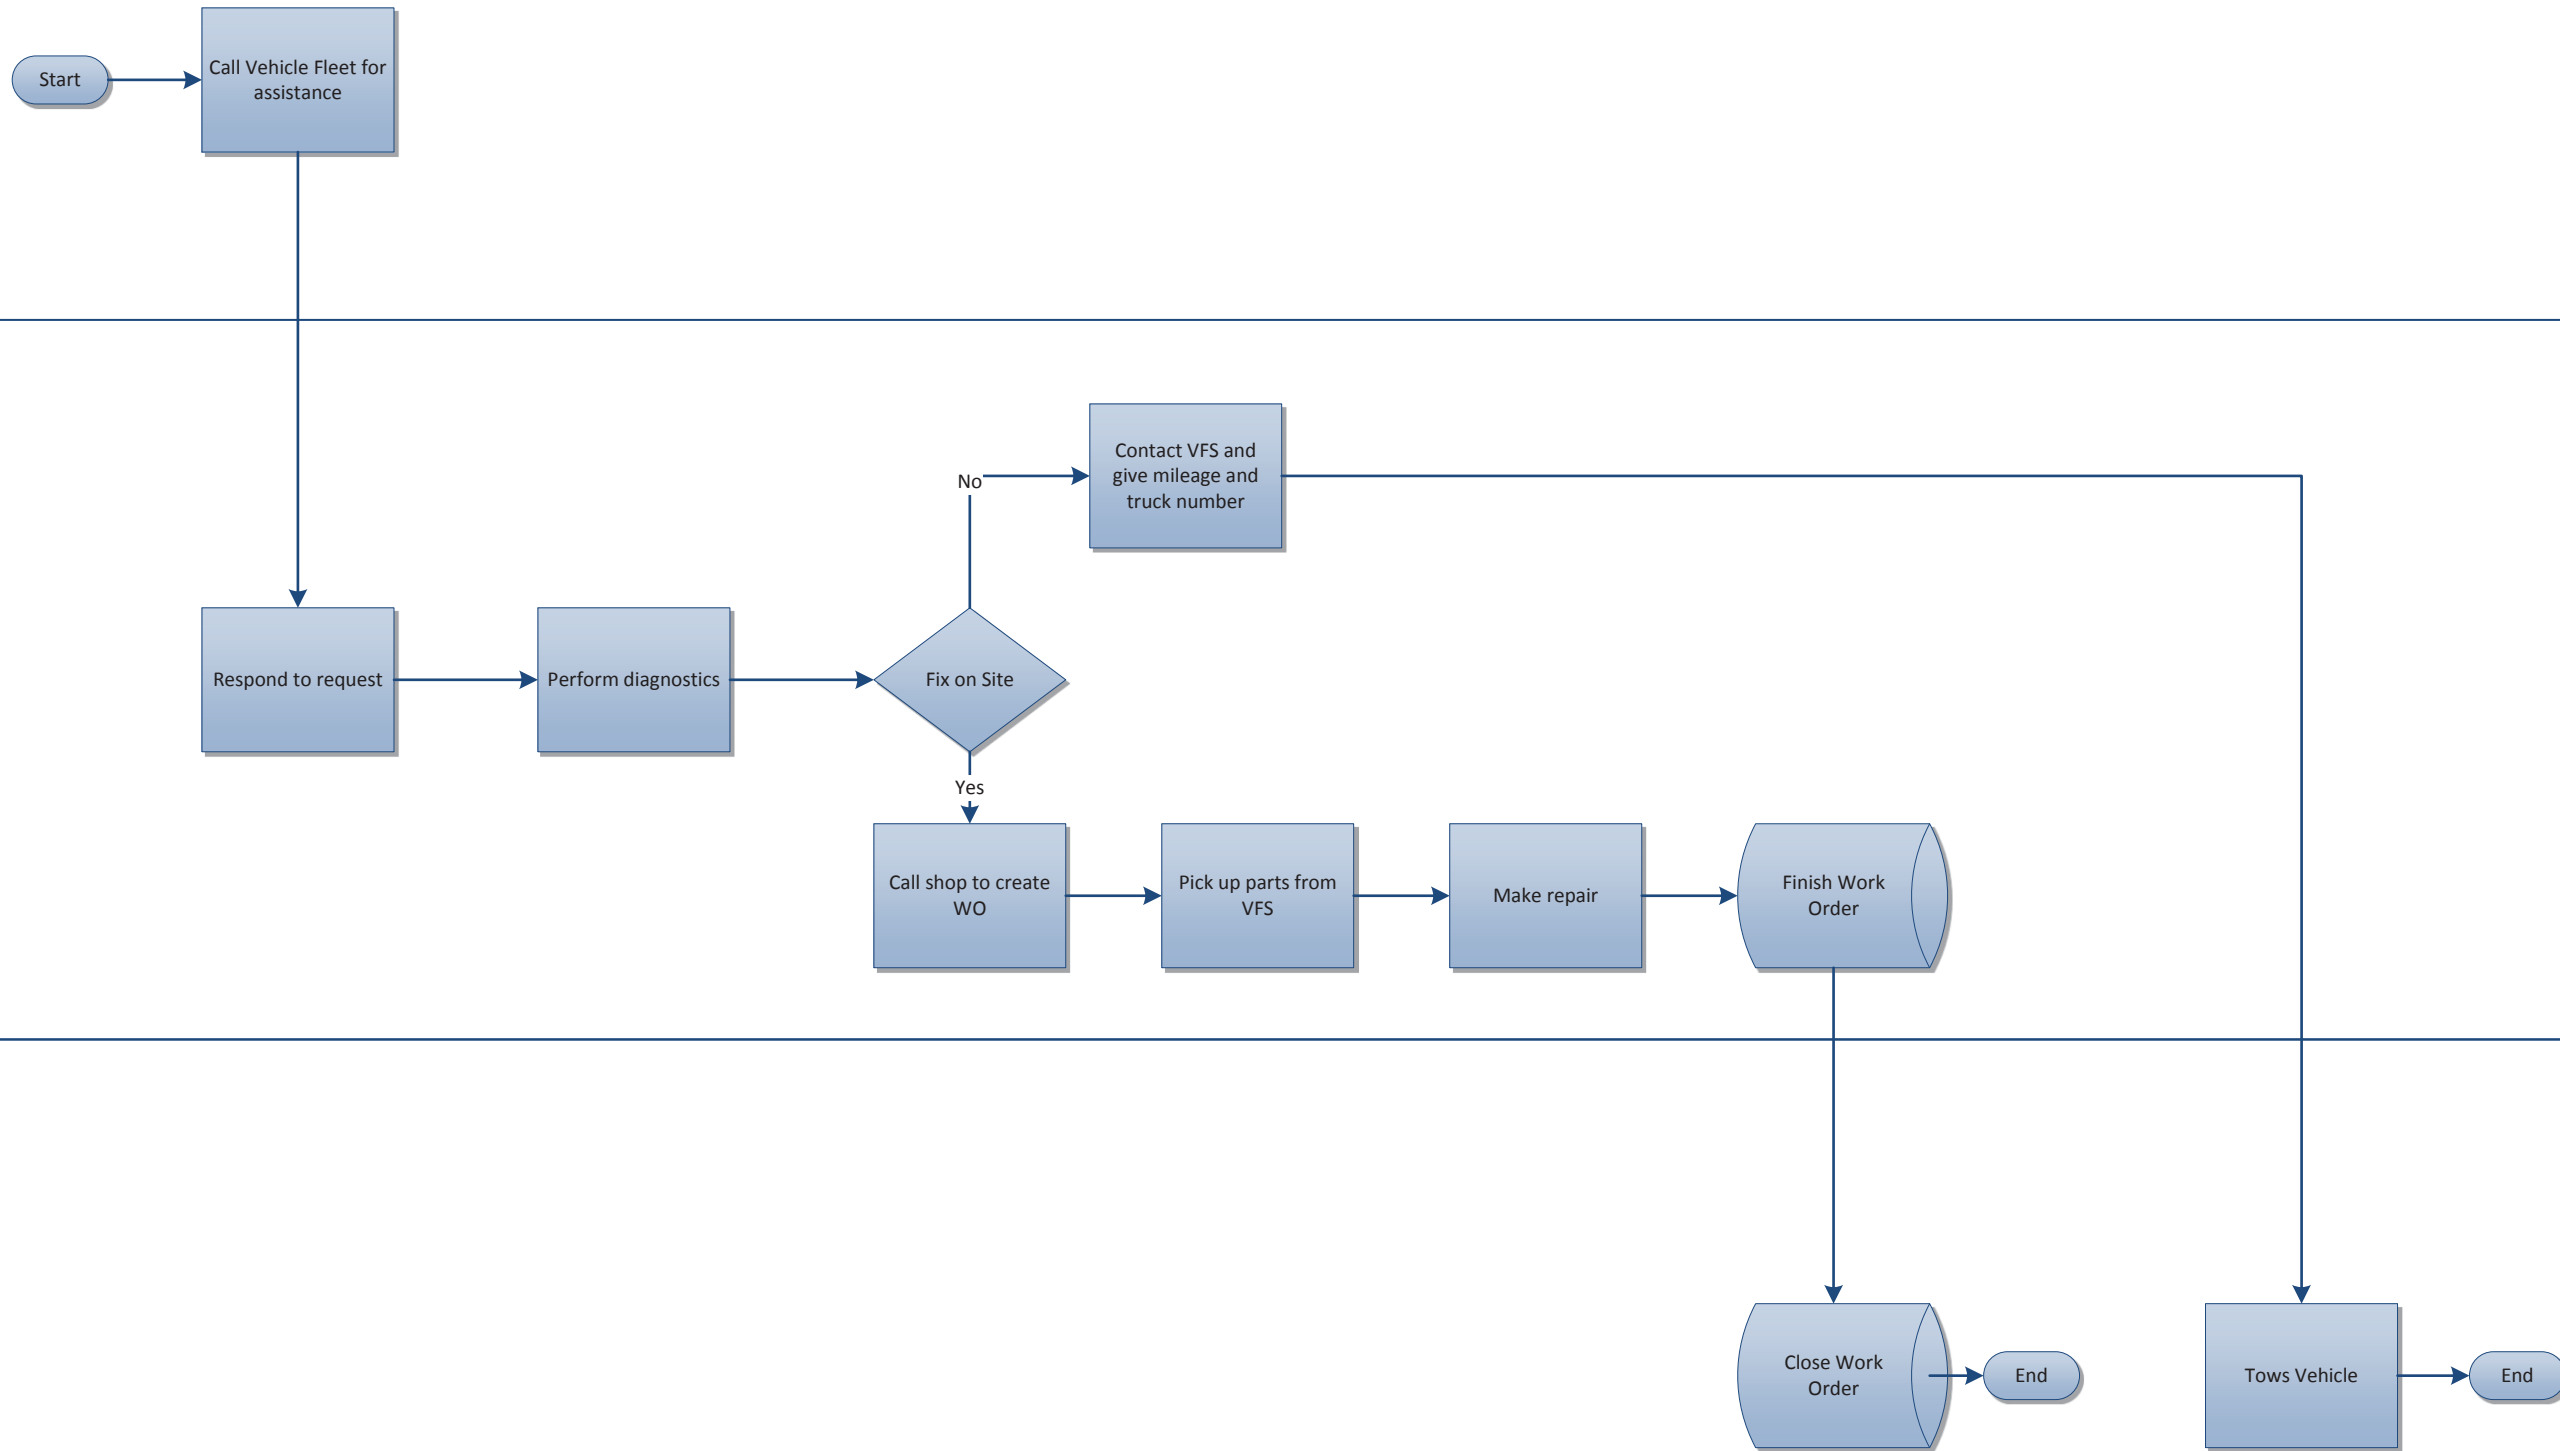 Start
Call Vehicle Fleet for
assistance
No
Contact VFS and
give mileage and
truck number
Respond to request
Perform diagnostics
Fix on Site
Yes
Call shop to create
WO
Pick up parts from
VFS
Make repair
Finish Work
Order
Close Work
Order
End
Tows Vehicle
End